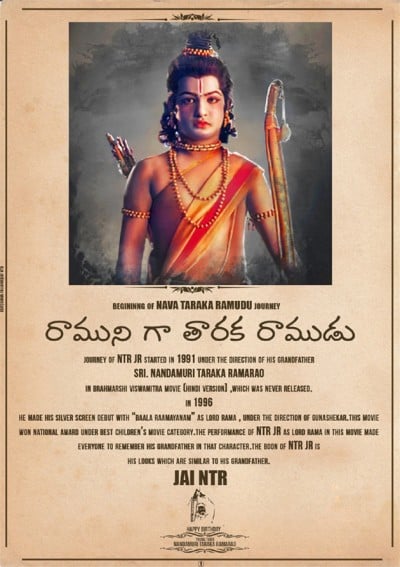 BEGININNG OF NAVA TARAKA RAMUDU JOURNEY
రాముని గా తారక రాముడు
JOURNEY OF NTR JR STARTED IN 1991 UNDER THE DIRECTION OF HIS GRANDFATHER
SRI. NANDAMURI TARAKA RAMARAO
IN BRAHMARSHI VISWAMITRA MOVIE (HINDI VERSION) ,WHICH WAS NEVER RELEASED.
IN 1996
HE MADE HIS SILVER SCREEN DEBUT WITH "BAALA RAAMAYANAM" AS LORD RAMA , UNDER THE DIRECTION OF GUNASHEKAR.THIS MOVIE
WON NATIONAL AWARD UNDER BEST CHILDREN'S MOVIE CATEGORY.THE PERFORMANCE OF NTR JR AS LORD RAMA IN THIS MOVIE MADE
EVERYONE TO REMEMBER HIS GRANDFATHER IN THAT CHARACTER.THE BOON OF NTR JR IS
HIS LOOKS WHICH ARE SIMILAR TO HIS GRANDFATHER.
JAI NTR
HAPPY BIRTHDAY
YOUNG TIGER
NANDAMURI TARAKA RAMARAO
1